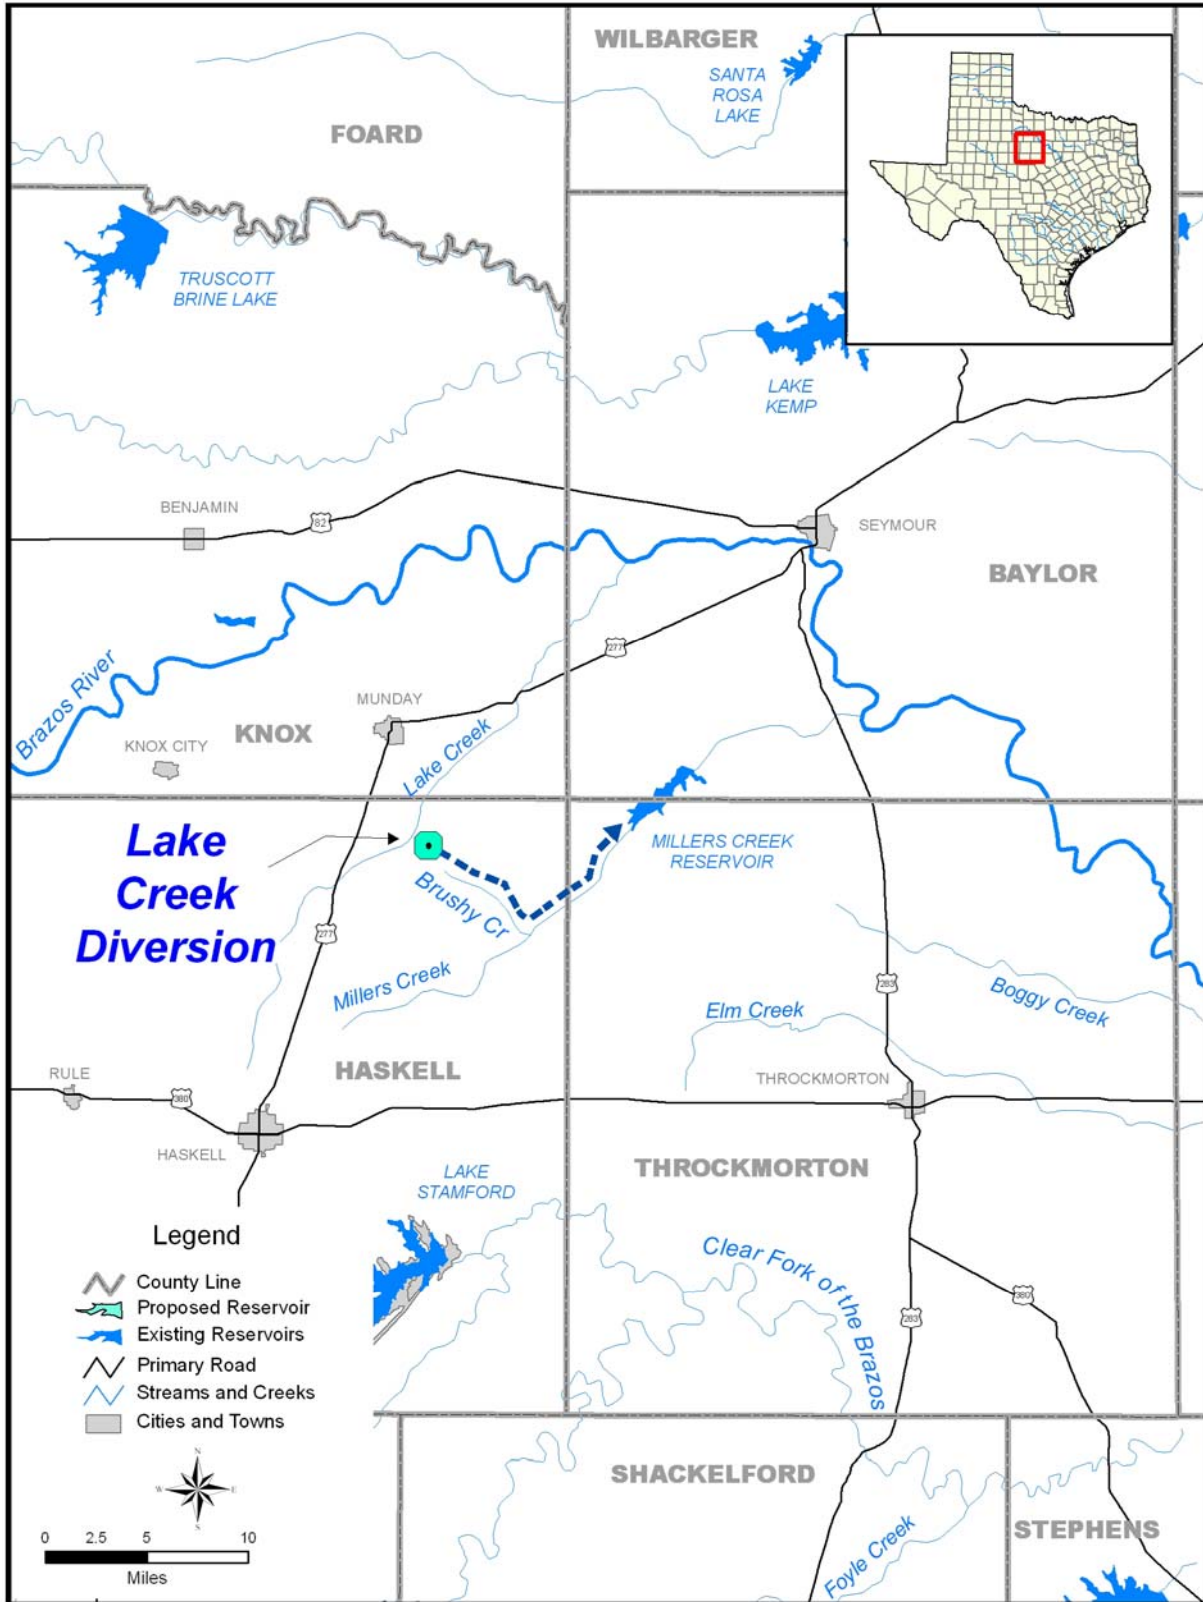 WILBARGER
SANTA
ROSA
LAKE
FOARD
TRUSCOTT
BRINE LAKE
LAKE
KEMP
BENJAMIN
82
SEYMOUR
BAYLOR
277
Brazos River
MUNDAY
KNOX
KNOX CITY
Lake Creek
Lake
Creek
Diversion
MILLERS CREEK
RESERVOIR
Brushy Cr
277
Millers Creek
283
Boggy Creek
Elm Creek
RULE
HASKELL
THROCKMORTON
380
HASKELL
THROCKMORTON
LAKE
STAMFORD
Clear Fork of the Brazos
380
283
Legend
County Line
Proposed Reservoir
Existing Reservoirs
Primary Road
Streams and Creeks
Cities and Towns
N
W
E
S
SHACKELFORD
STEPHENS
Foyle Creek
0 2.5 5 10
Miles